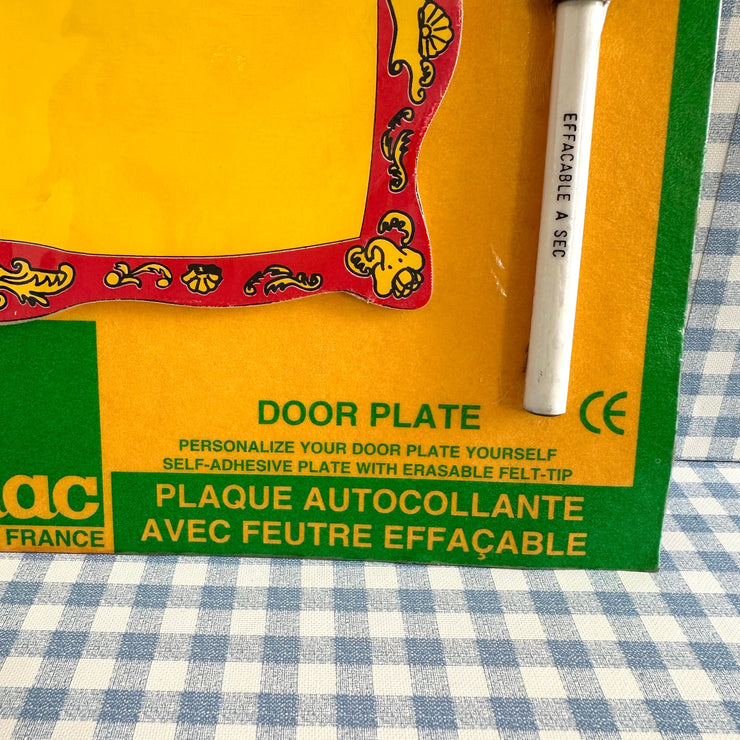 EFFACABLE A SEC
DOOR PLATE
CE
PERSONALIZE YOUR DOOR PLATE YOURSELF
SELF-ADHESIVE PLATE WITH ERASABLE FELT-TIP
ac
FRANCE
PLAQUE AUTOCOLLANTE
AVEC FEUTRE EFFAÇABLE